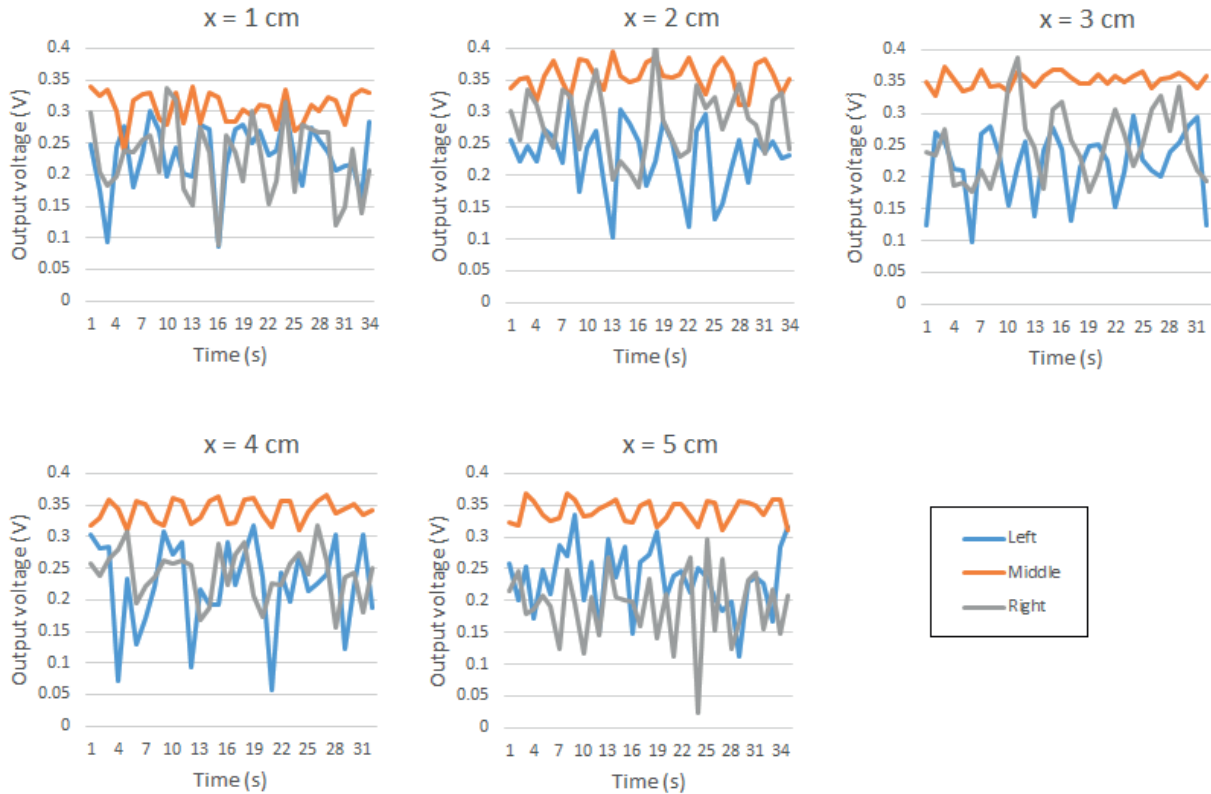 x = 1 cm
Output voltage (V)
0.4
0.35
0.3
0.25
0.2
0.15
0.1
0.05
0
1 4 7 10 13 16 19 22 25 28 31 34
Time (s)
x = 2 cm
Output voltage (V)
0.4
0.35
0.3
0.25
0.2
0.15
0.1
0.05
0
1 4 7 10 13 16 19 22 25 28 31 34
Time (s)
x = 3 cm
Output voltage (V)
0.4
0.35
0.3
0.25
0.2
0.15
0.1
0.05
0
1 4 7 10 13 16 19 22 25 28 31
Time (s)
x = 4 cm
Output voltage (V)
0.4
0.35
0.3
0.25
0.2
0.15
0.1
0.05
0
1 4 7 10 13 16 19 22 25 28 31
Time (s)
x = 5 cm
Output voltage (V)
0.4
0.35
0.3
0.25
0.2
0.15
0.1
0.05
0
1 4 7 10 13 16 19 22 25 28 31 34
Time (s)
Left
Middle
Right